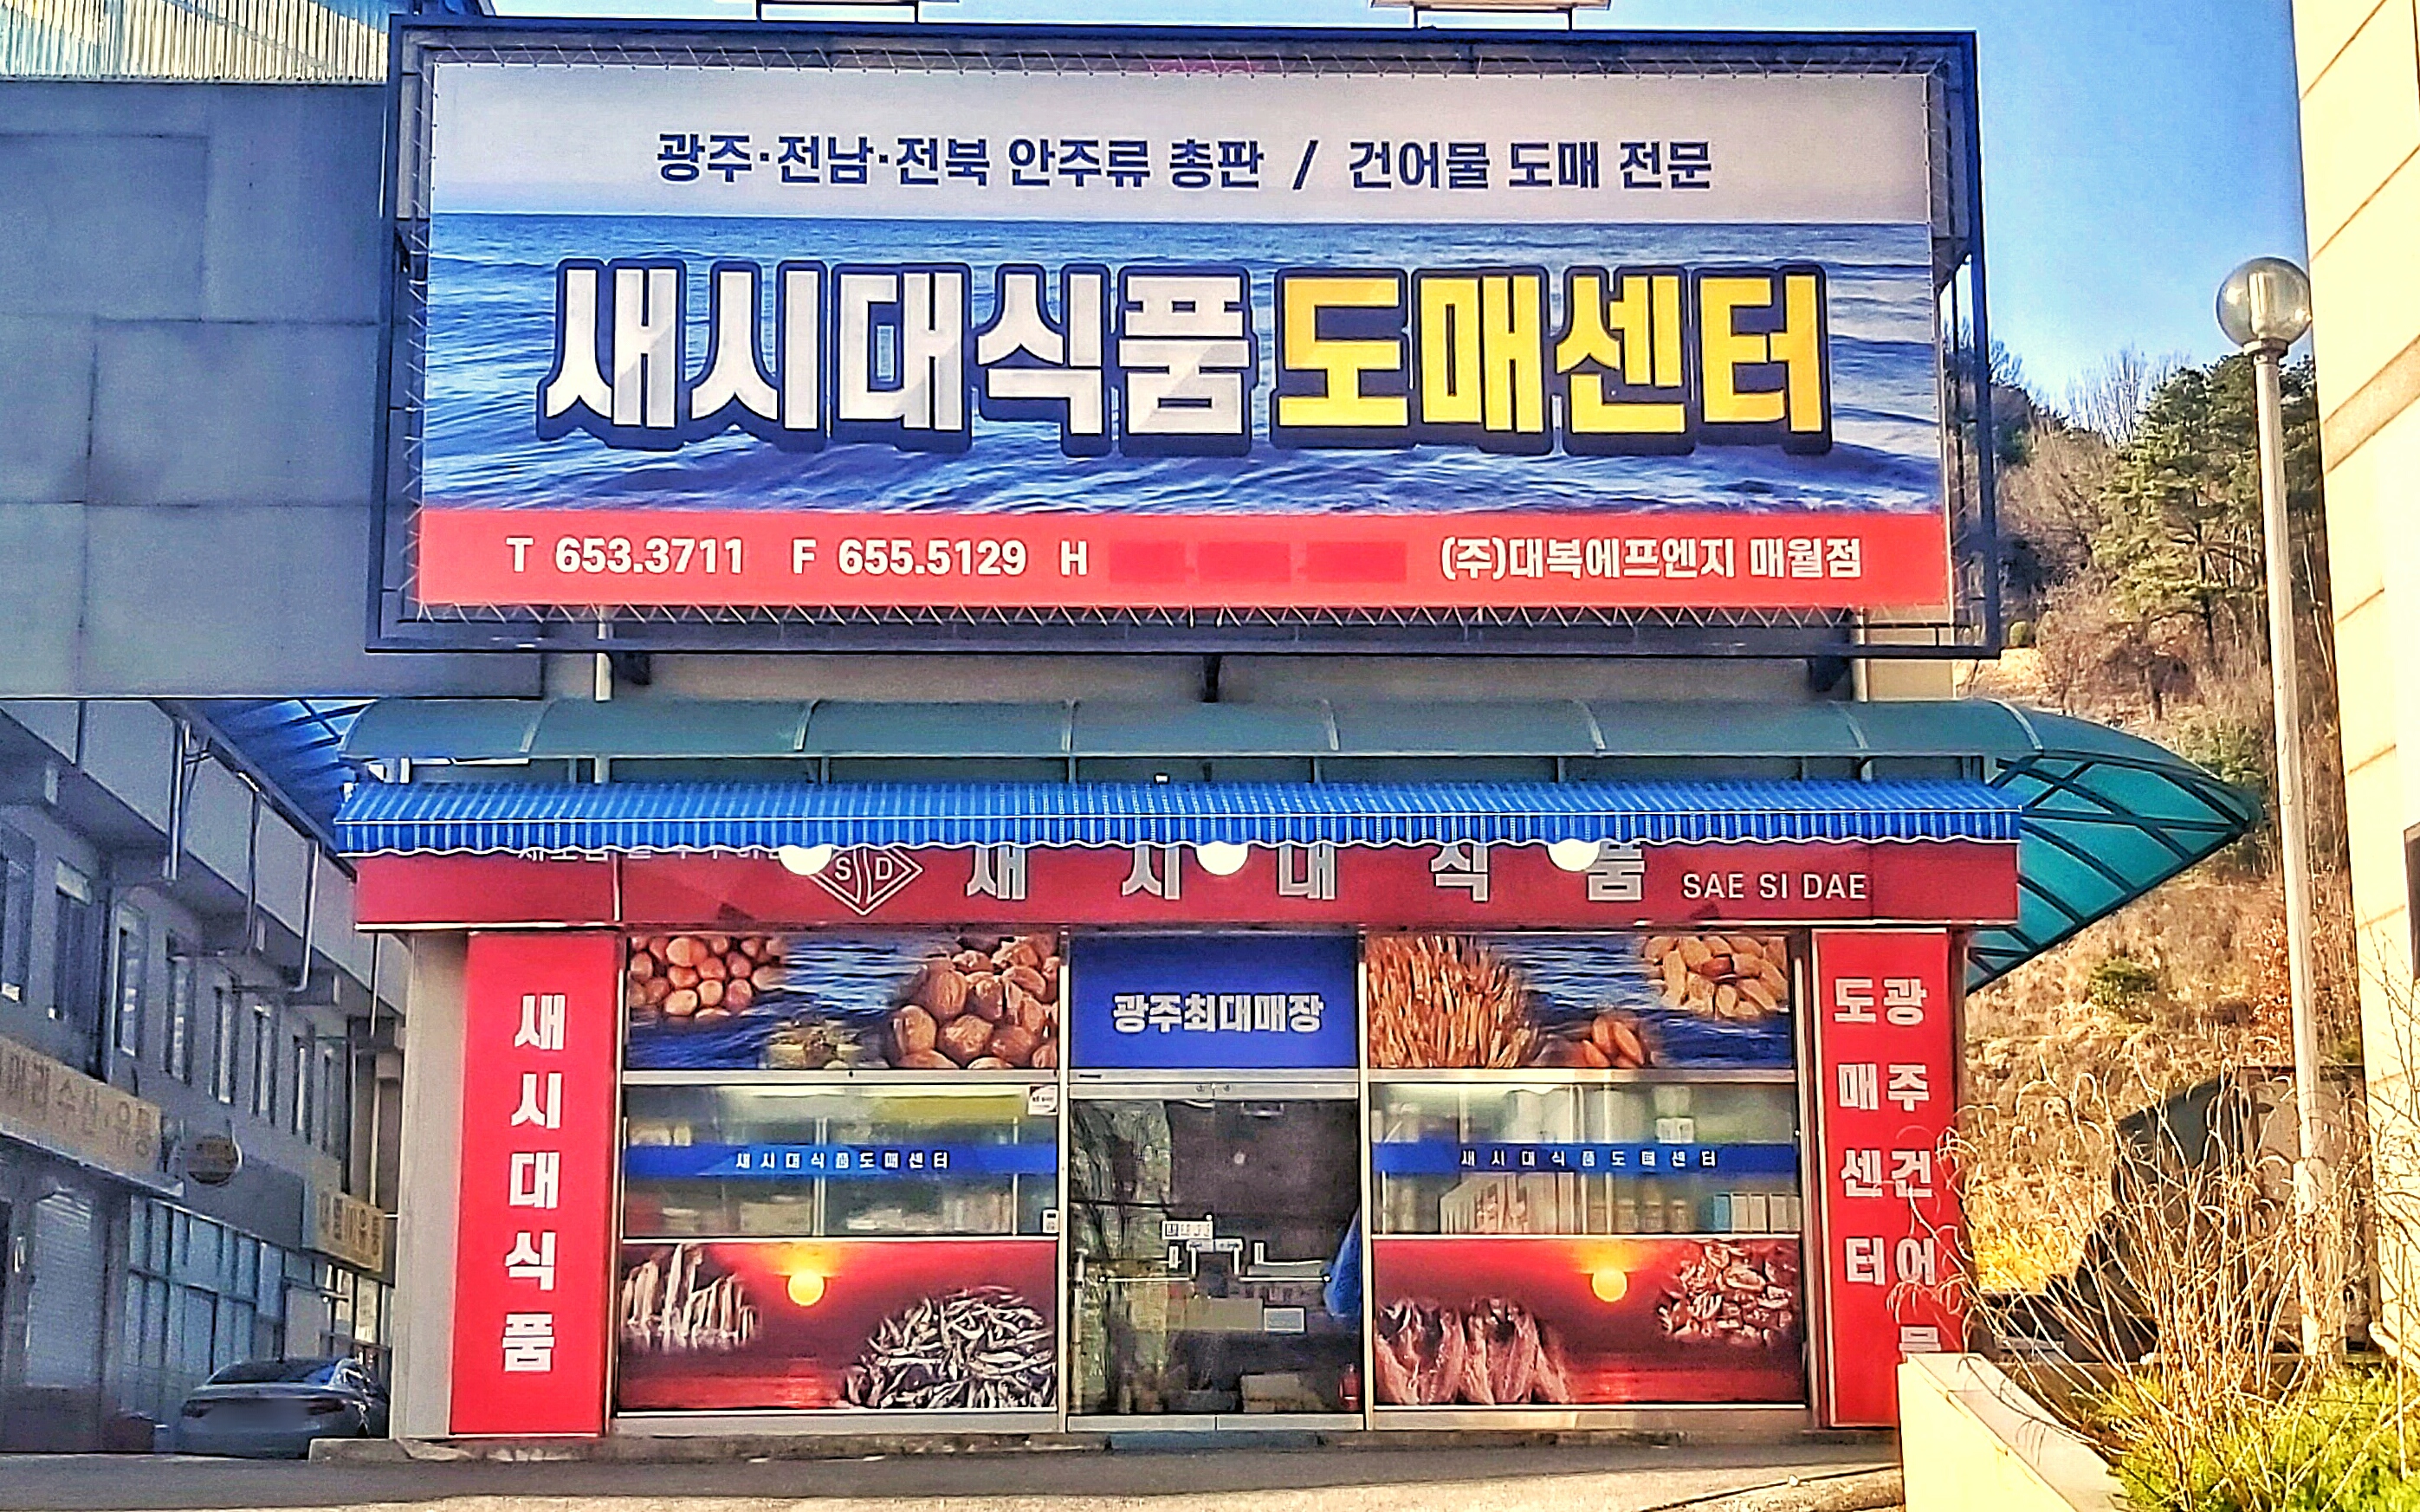 광주·전남·전북 안주류 총판 / 건어물 도매 전문
새시대식품도매센터
T 653.3711 F 655.5129 H
(주)대복에프엔지 매월점
SD 새시대식품 SAE SI DAE
새시대식품
광주최대매장
새시대식품도매센터
새시대식품도매센터
광주건어물
도매센터
수산·유통